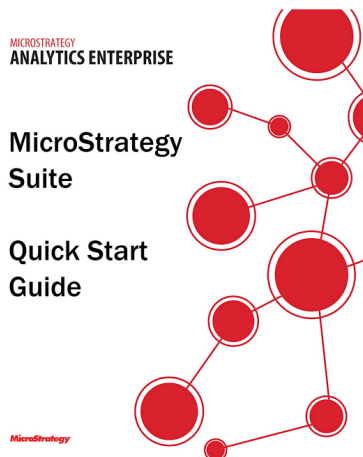 MICROSTRATEGY
ANALYTICS ENTERPRISE
MicroStrategy
Suite
Quick Start
Guide
MicroStrategy